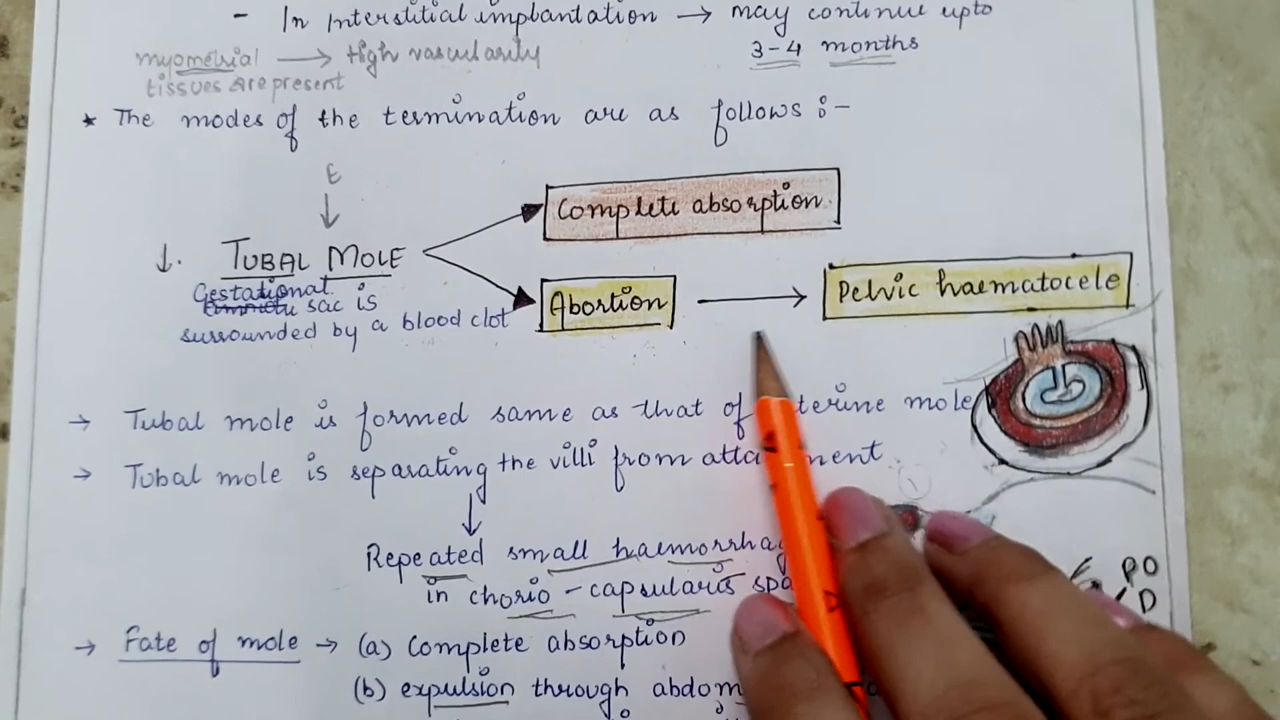 - In Interstitial implantation → may continue upto
myometrial → High vascularity
3-4 months
tissues are present
* The modes of the termination are as follows :-
E
↓
Complete absorption
↓. TUBAL MOLE
Gestational
sac is
surrounded by a blood clot
Abortion → Pelvic haematocele
→ Tubal mole is formed same as that of uterine mole
→ Tubal mole is separating the villi from attachment
↓
Repeated small
in chorio-capsularis
→ Fate of mole → (a) Complete absorption
(b) expulsion through
PO
D